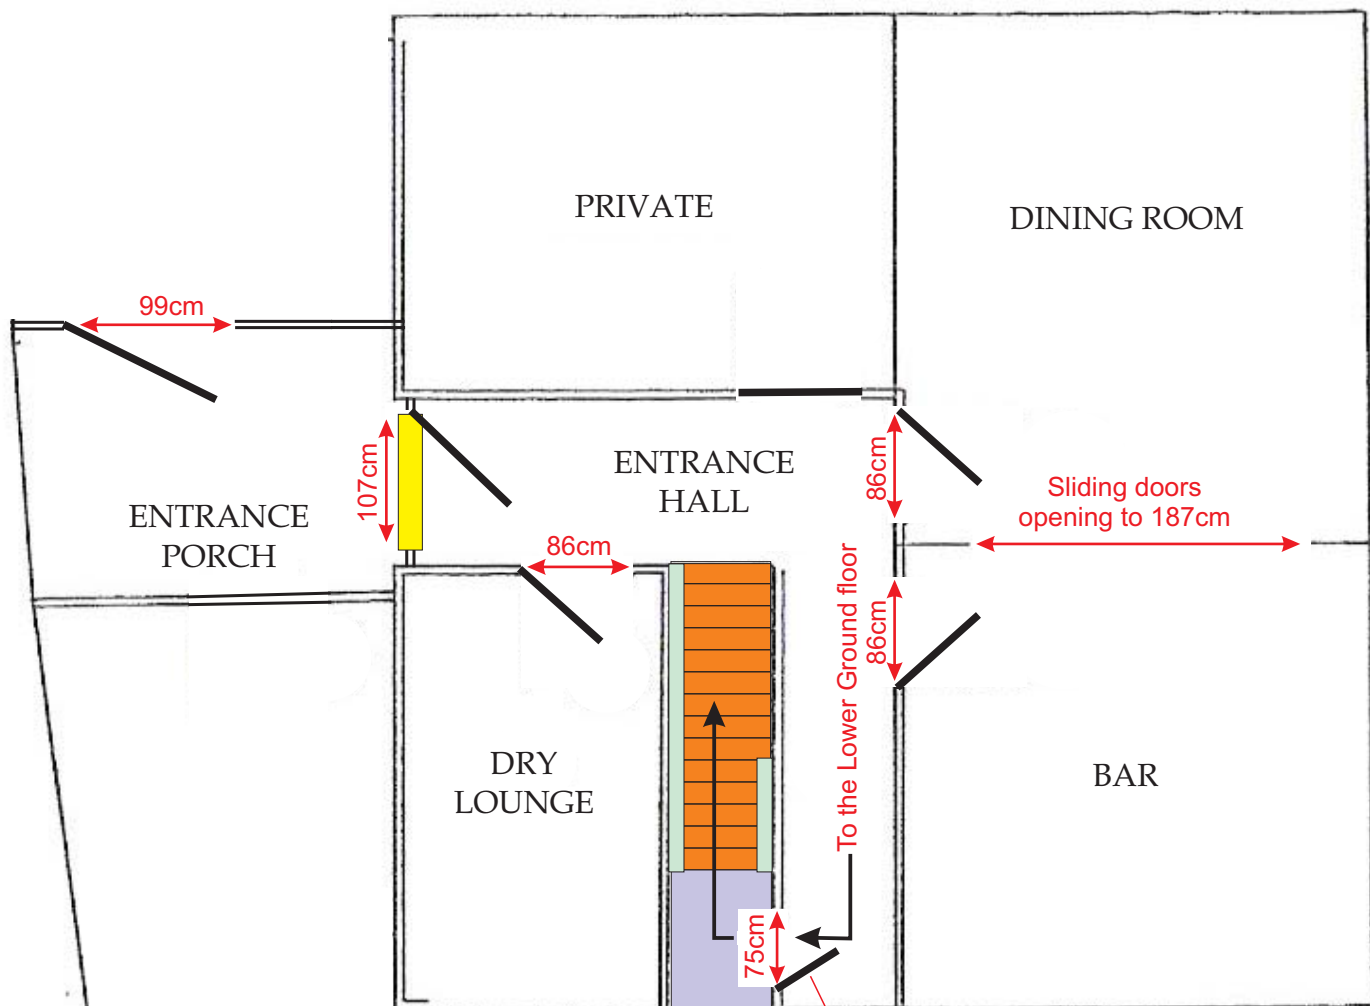 PRIVATE
DINING ROOM
99cm
107cm
ENTRANCE
HALL
86cm
Sliding doors
opening to 187cm
ENTRANCE
PORCH
86cm
86cm
To the Lower Ground floor
DRY
LOUNGE
BAR
75cm